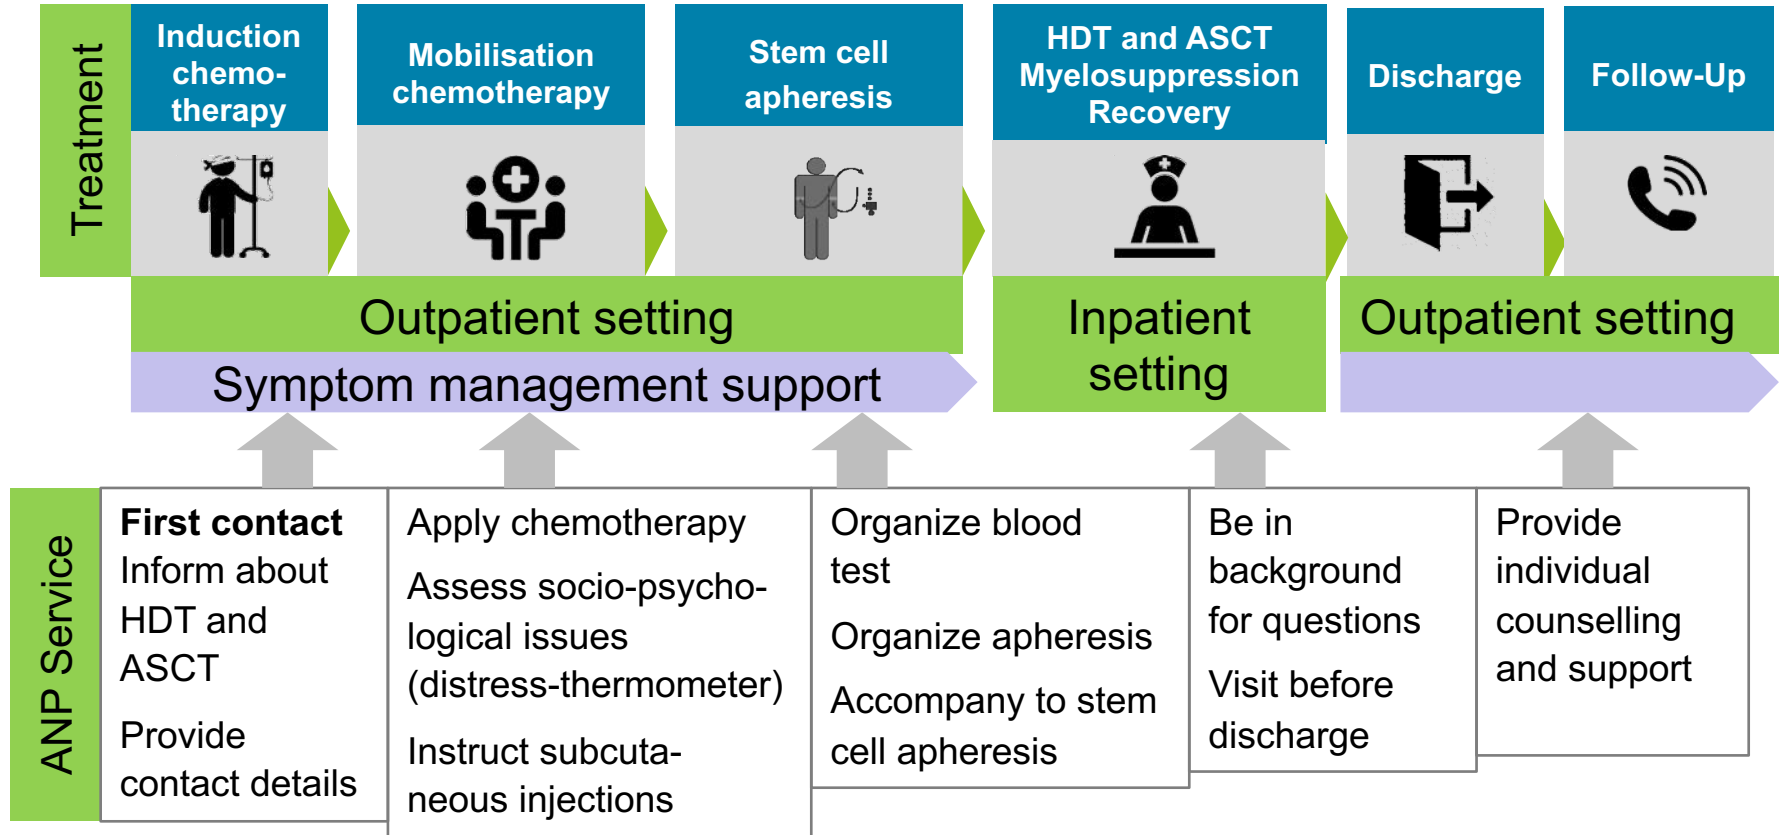 Treatment
Induction
chemo-
therapy
Mobilisation
chemotherapy
Stem cell
apheresis
HDT and ASCT
Myelosuppression
Recovery
Discharge
Follow-Up
Outpatient setting
Inpatient
setting
Outpatient setting
Symptom management support
ANP Service
First contact
Inform about
HDT and
ASCT
Provide
contact details
Apply chemotherapy
Assess socio-psycho-
logical issues
(distress-thermometer)
Instruct subcuta-
neous injections
Organize blood
test
Organize apheresis
Accompany to stem
cell apheresis
Be in
background
for questions
Visit before
discharge
Provide
individual
counselling
and support